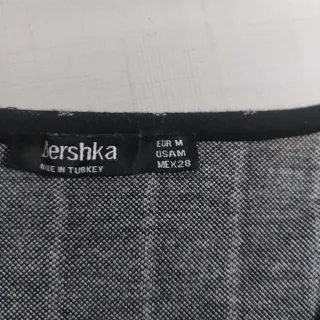 Bershka
MADE IN TURKEY
EUR M
USA M
MEX 28